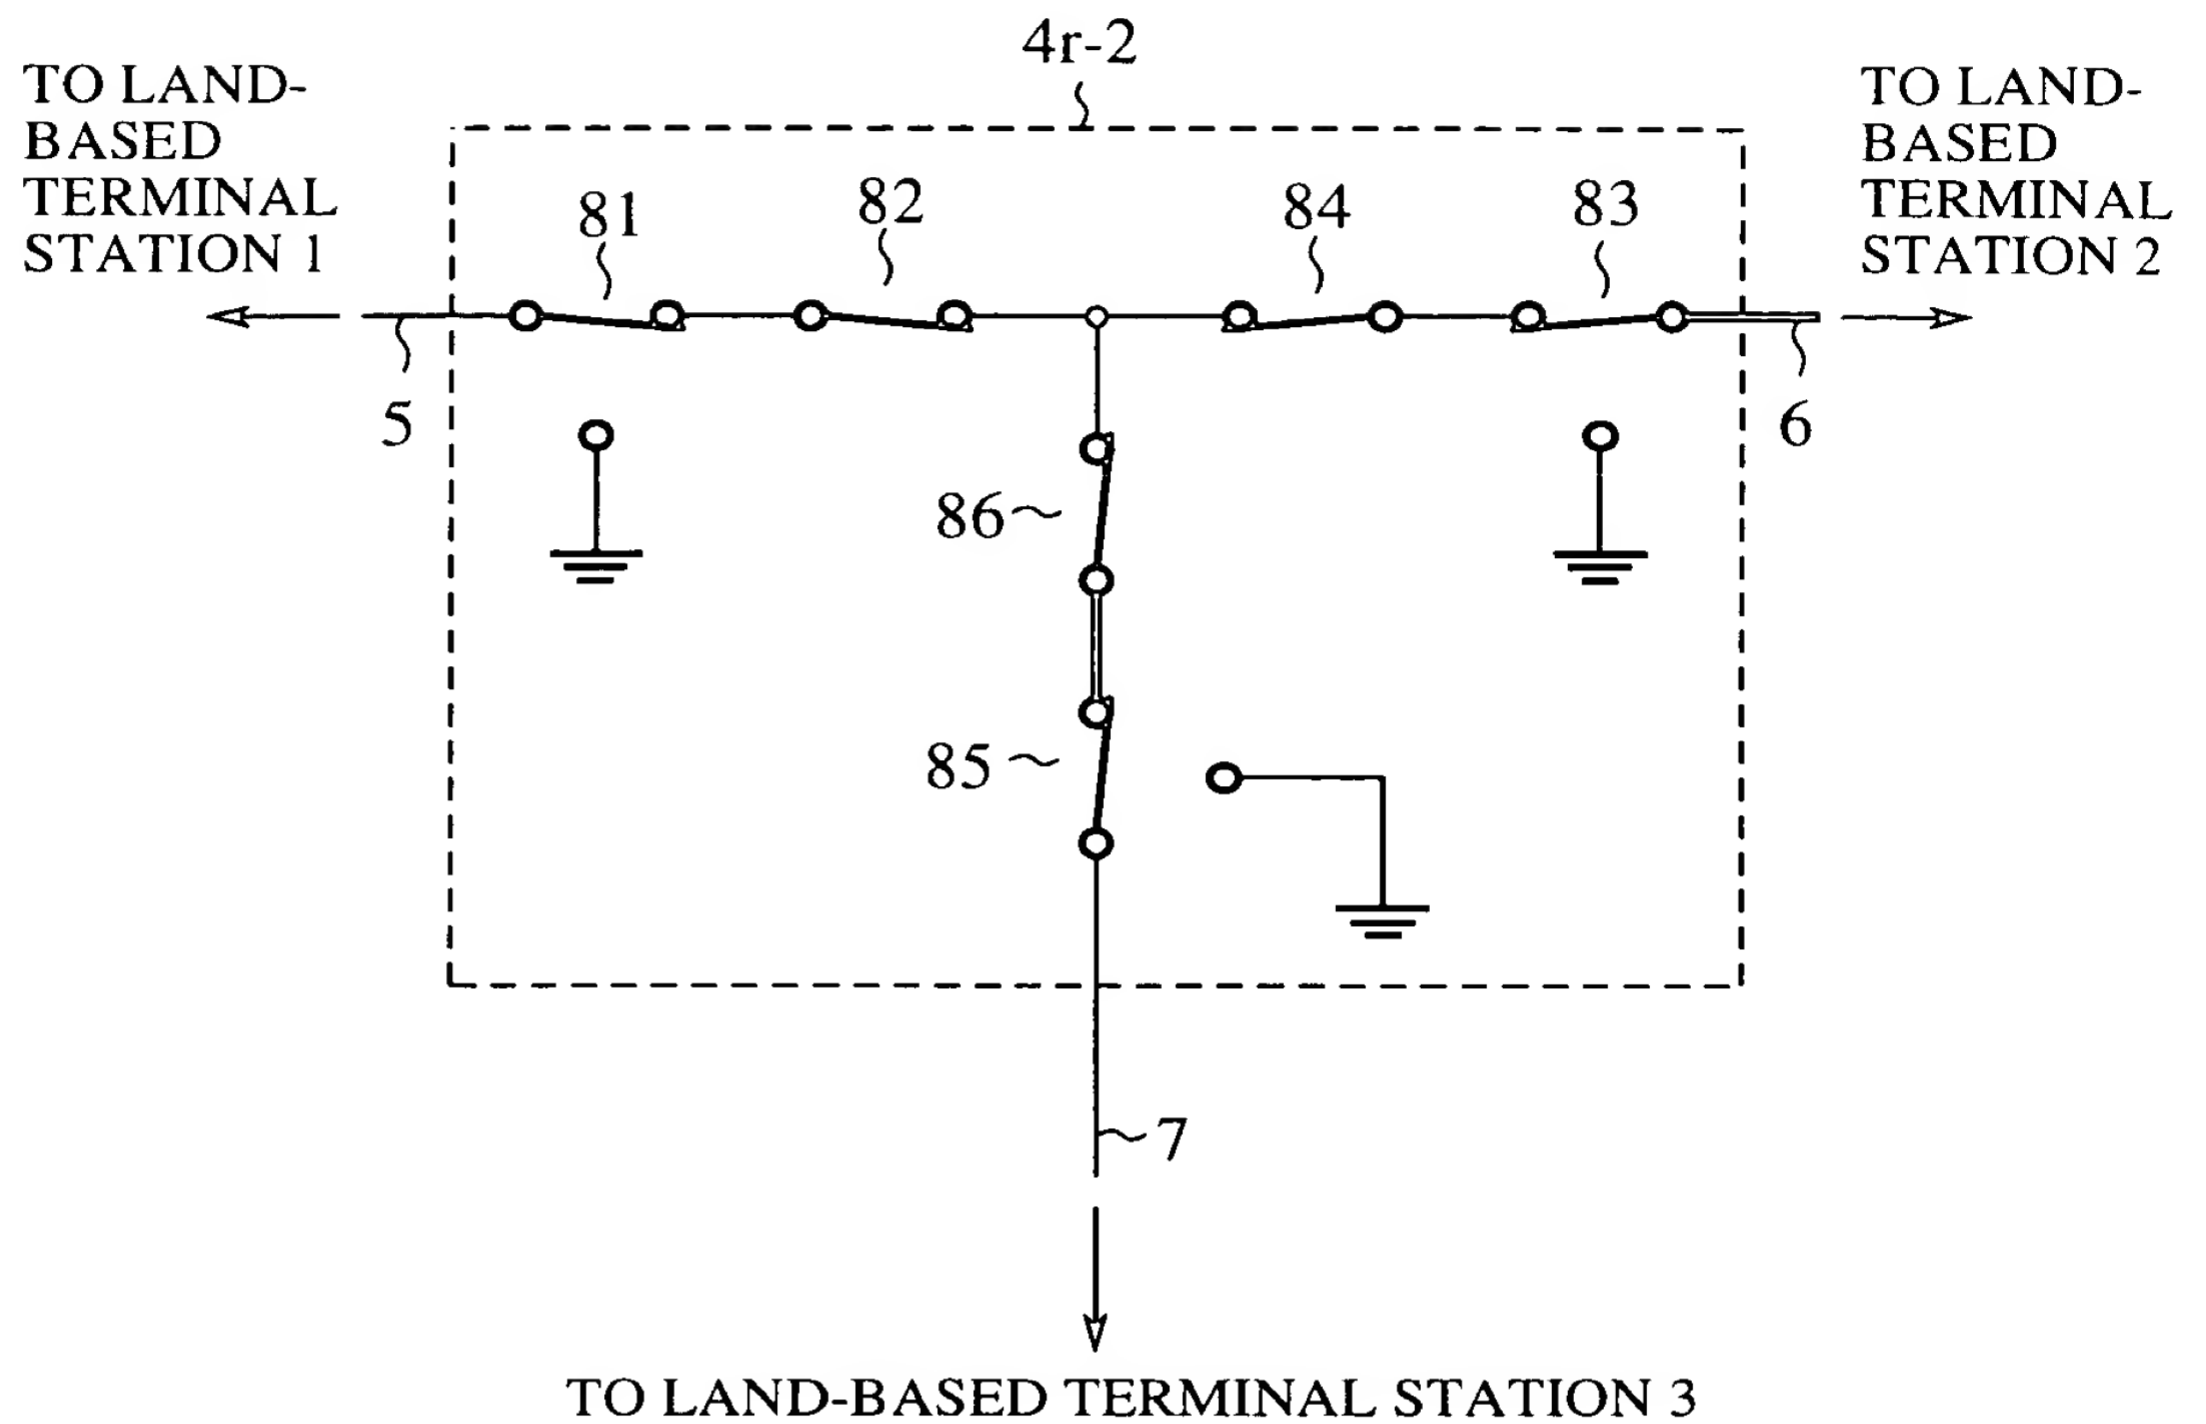 4r-2
TO LAND-
BASED
TERMINAL
STATION 1
TO LAND-
BASED
TERMINAL
STATION 2
81
82
84
83
5
6
86
85
7
TO LAND-BASED TERMINAL STATION 3